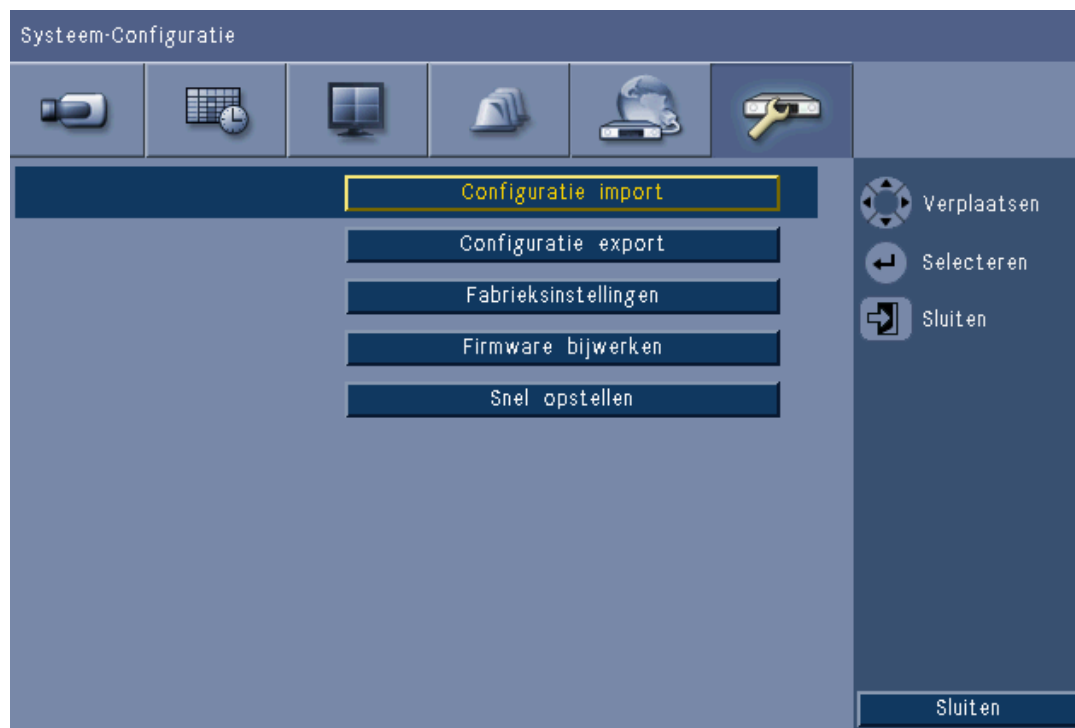 Systeem-Configuratie
Configuratie import
Configuratie export
Fabrieksinstellingen
Firmware bijwerken
Snel opstellen
Verplaatsen
Selecteren
Sluiten
Sluiten